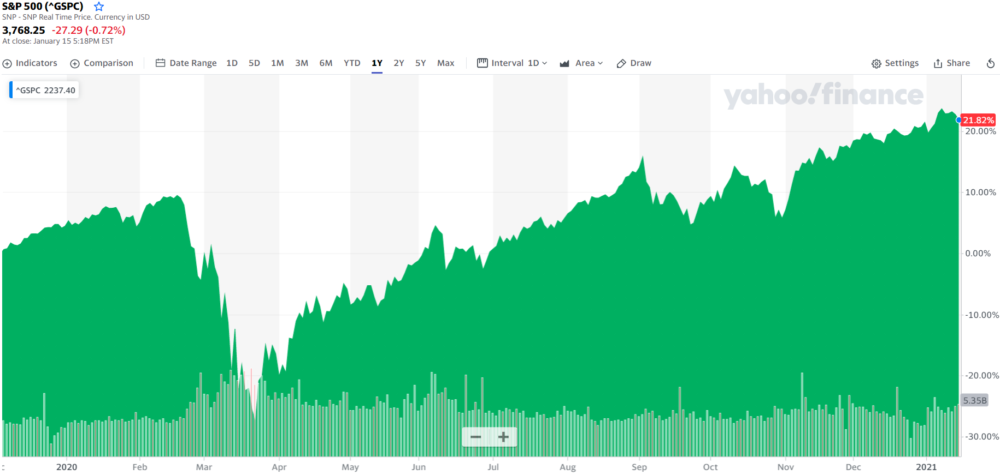 S&P 500 (^GSPC)
SNP - SNP Real Time Price. Currency in USD
3,768.25 -27.29 (-0.72%)
At close: January 15 5:18PM EST
Indicators Comparison Date Range 1D 5D 1M 3M 6M YTD 1Y 2Y 5Y Max Interval 1D Area Draw Settings Share
^GSPC 2237.40
yahoo!finance
21.82%
20.00%
10.00%
0.00%
-10.00%
-20.00%
5.35B
-30.00%
2020 Feb Mar Apr May Jun Jul Aug Sep Oct Nov Dec 2021